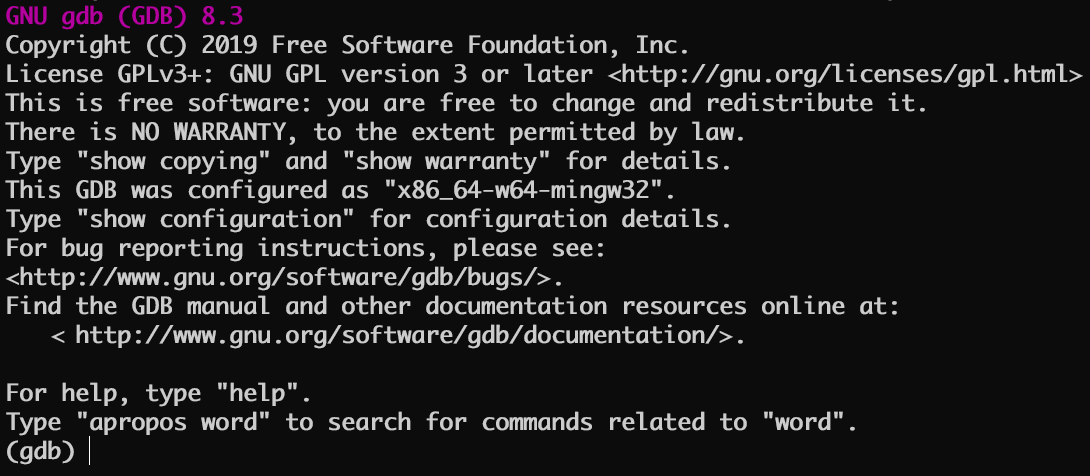 GNU gdb (GDB) 8.3
Copyright (C) 2019 Free Software Foundation, Inc.
License GPLv3+: GNU GPL version 3 or later <http://gnu.org/licenses/gpl.html>
This is free software: you are free to change and redistribute it.
There is NO WARRANTY, to the extent permitted by law.
Type "show copying" and "show warranty" for details.
This GDB was configured as "x86_64-w64-mingw32".
Type "show configuration" for configuration details.
For bug reporting instructions, please see:
<http://www.gnu.org/software/gdb/bugs/>.
Find the GDB manual and other documentation resources online at:
< http://www.gnu.org/software/gdb/documentation/>.
For help, type "help".
Type "apropos word" to search for commands related to "word".
(gdb)